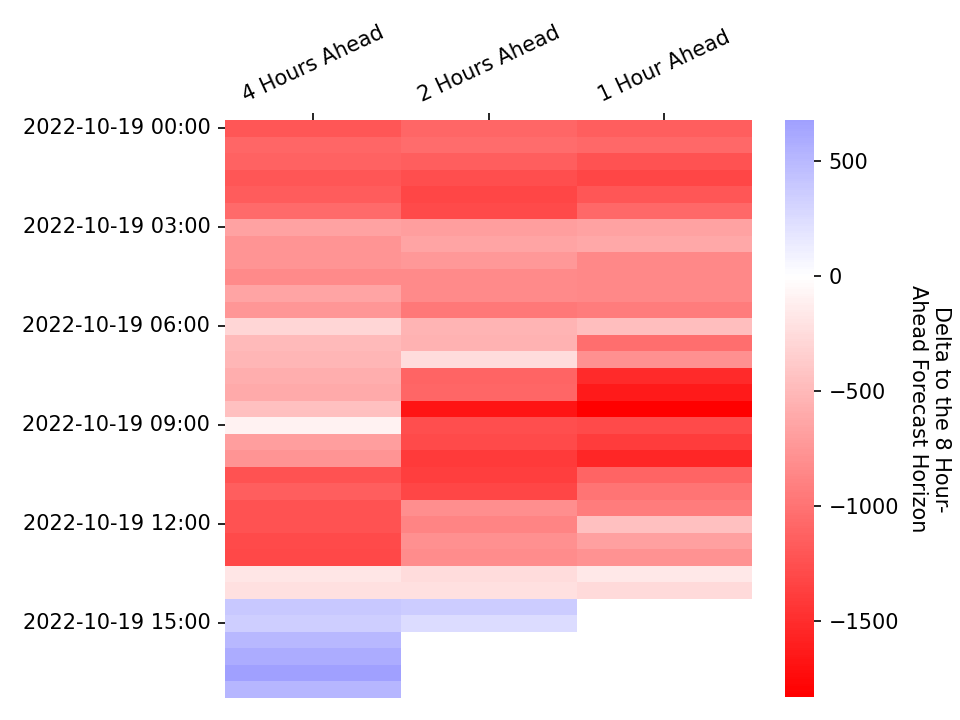 4 Hours Ahead
2 Hours Ahead
1 Hour Ahead
2022-10-19 00:00
2022-10-19 03:00
2022-10-19 06:00
2022-10-19 09:00
2022-10-19 12:00
2022-10-19 15:00
500
0
−500
−1000
−1500
Delta to the 8 Hour-
Ahead Forecast Horizon